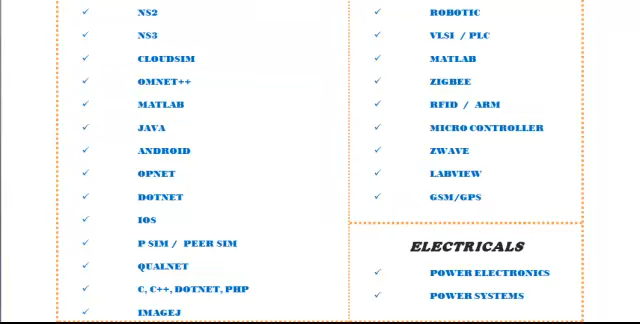 NS2
NS3
CLOUDSIM
OMNET++
MATLAB
JAVA
ANDROID
OPNET
DOTNET
IOS
P SIM / PEER SIM
QUALNET
C, C++, DOTNET, PHP
IMAGEJ
ROBOTIC
VLSI / PLC
MATLAB
ZIGBEE
RFID / ARM
MICRO CONTROLLER
ZWAVE
LABVIEW
GSM/GPS
ELECTRICALS
POWER ELECTRONICS
POWER SYSTEMS